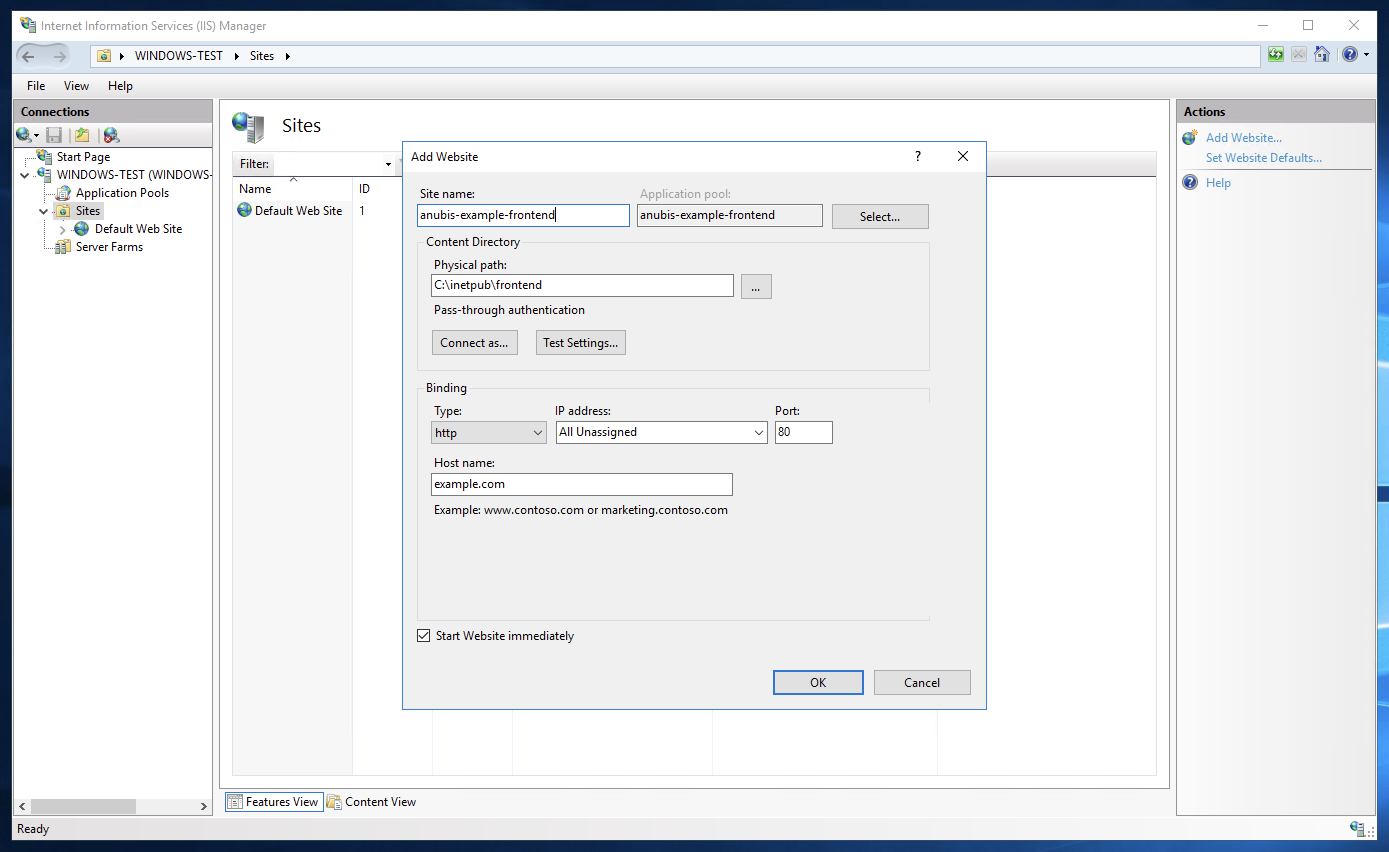 Internet Information Services (IIS) Manager
WINDOWS-TEST Sites
File View Help
Connections
Start Page
WINDOWS-TEST (WINDOWS-
Application Pools
Sites
Default Web Site
Server Farms
Sites
Filter:
Name ID
Default Web Site 1
Add Website
?
Site name: Application pool:
anubis-example-frontend anubis-example-frontend Select...
Content Directory
Physical path:
C:\inetpub\frontend ...
Pass-through authentication
Connect as... Test Settings...
Binding
Type: IP address: Port:
http All Unassigned 80
Host name:
example.com
Example: www.contoso.com or marketing.contoso.com
Start Website immediately
OK Cancel
Actions
Add Website...
Set Website Defaults...
Help
Features View Content View
Ready